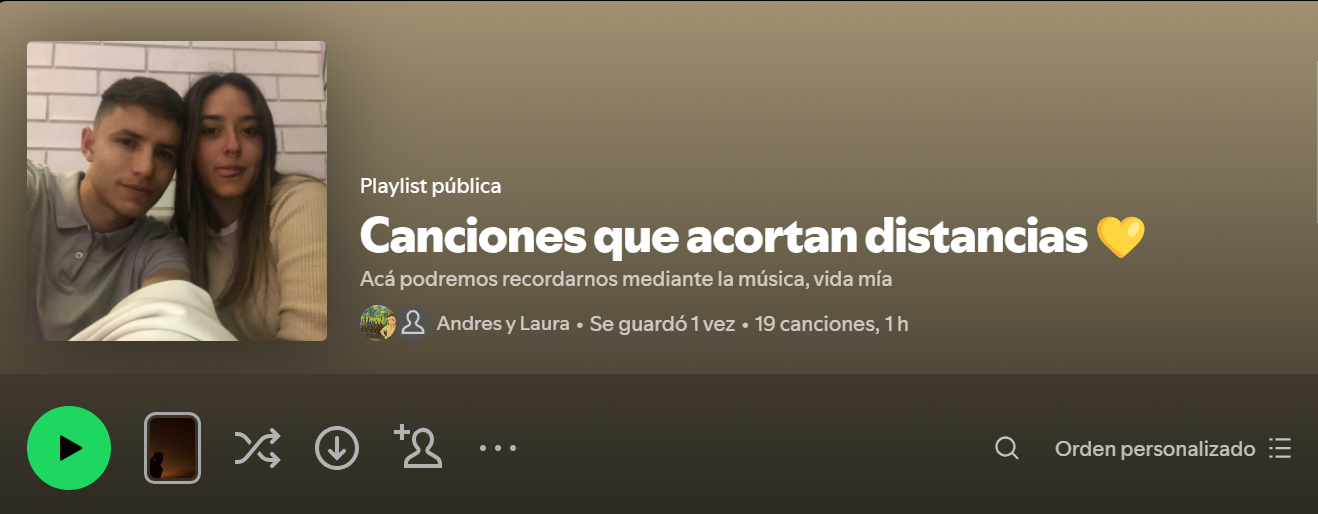 Playlist pública
Canciones que acortan distancias 💛
Acá podremos recordarnos mediante la música, vida mía
Andres y Laura • Se guardó 1 vez • 19 canciones, 1 h
Orden personalizado